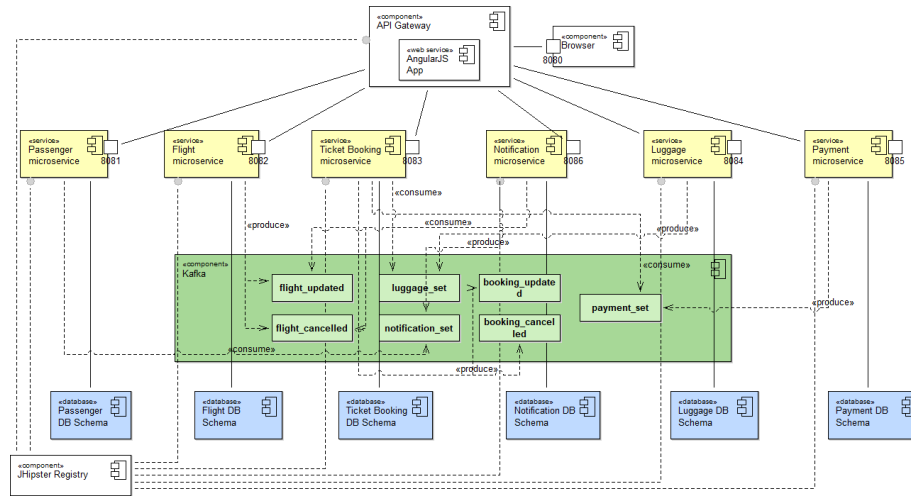 «component»
API Gateway
«web service»
AngularJS
App
«component»
Browser
8080
«service»
Passenger
microservice
8081
«service»
Flight
microservice
8082
«service»
Ticket Booking
microservice
8083
«service»
Notification
microservice
8086
«service»
Luggage
microservice
8084
«service»
Payment
microservice
8085
«consume»
«produce»
«consume»
«produce»
«produce»
«component»
Kafka
«consume»
flight_updated
luggage_set
booking_update
d
payment_set
«produce»
flight_cancelled
notification_set
booking_cancel
led
«consume»
«produce»
«database»
Passenger
DB Schema
«database»
Flight DB
Schema
«database»
Ticket Booking
DB Schema
«database»
Notification DB
Schema
«database»
Luggage DB
Schema
«database»
Payment DB
Schema
«component»
JHipster Registry